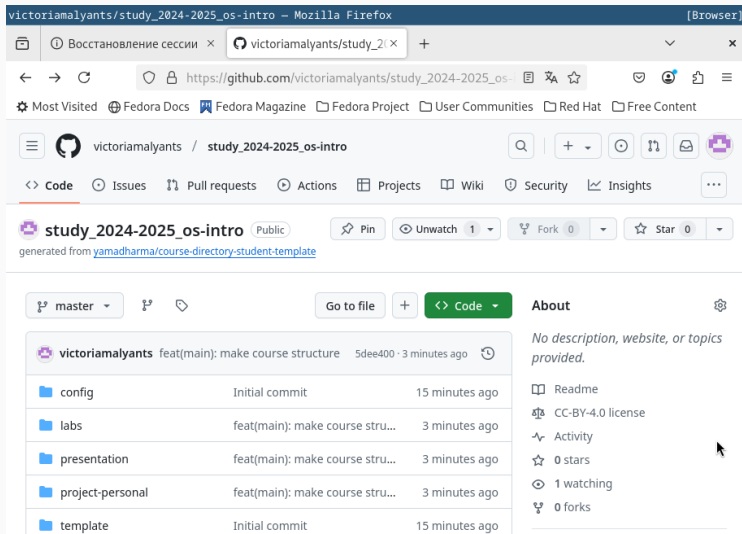 victoriamalyants/study_2024-2025_os-intro — Mozilla Firefox [Browser]
Восстановление сессии × victoriamalyants/study_20 × +
https://github.com/victoriamalyants/study_2024-2025_os-
Most Visited Fedora Docs Fedora Magazine Fedora Project User Communities Red Hat Free Content
victoriamalyants / study_2024-2025_os-intro
Code Issues Pull requests Actions Projects Wiki Security Insights ...
study_2024-2025_os-intro Public Pin Unwatch 1 Fork 0 Star 0
generated from yamadharma/course-directory-student-template
master Go to file + Code About
No description, website, or topics
provided.
victoriamalyants feat(main): make course structure 5dee400 · 3 minutes ago
config Initial commit 15 minutes ago
Readme
CC-BY-4.0 license
labs feat(main): make course stru... 3 minutes ago
Activity
presentation feat(main): make course stru... 3 minutes ago
0 stars
1 watching
project-personal feat(main): make course stru... 3 minutes ago
0 forks
template Initial commit 15 minutes ago